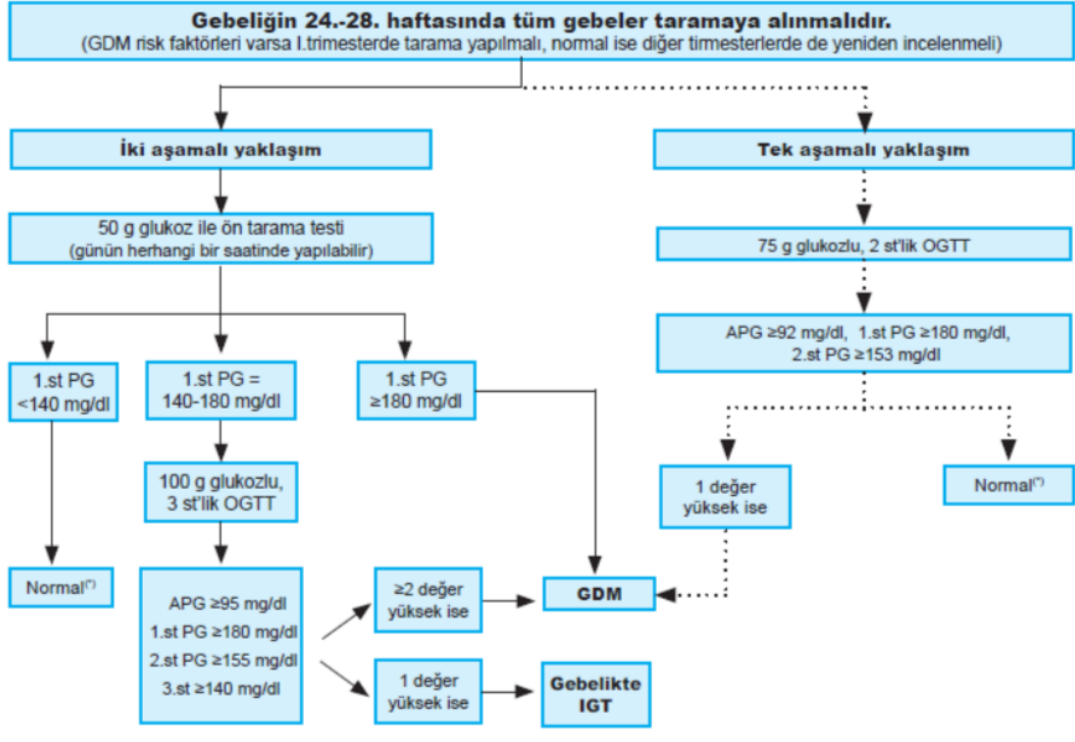 Gebeliğin 24.-28. haftasında tüm gebeler taramaya alınmalıdır.
(GDM risk faktörleri varsa I.trimesterde tarama yapılmalı, normal ise diğer tirmesterlerde de yeniden incelenmeli)
İki aşamalı yaklaşım
50 g glukoz ile ön tarama testi
(günün herhangi bir saatinde yapılabilir)
1.st PG
<140 mg/dl
1.st PG =
140-180 mg/dl
1.st PG
≥180 mg/dl
100 g glukozlu,
3 st'lik OGTT
Normal(*)
APG ≥95 mg/dl
1.st PG ≥180 mg/dl
2.st PG ≥155 mg/dl
3.st ≥140 mg/dl
≥2 değer
yüksek ise
1 değer
yüksek ise
GDM
Gebelikte
IGT
Tek aşamalı yaklaşım
75 g glukozlu, 2 st'lik OGTT
APG ≥92 mg/dl, 1.st PG ≥180 mg/dl,
2.st PG ≥153 mg/dl
1 değer
yüksek ise
Normal(*)